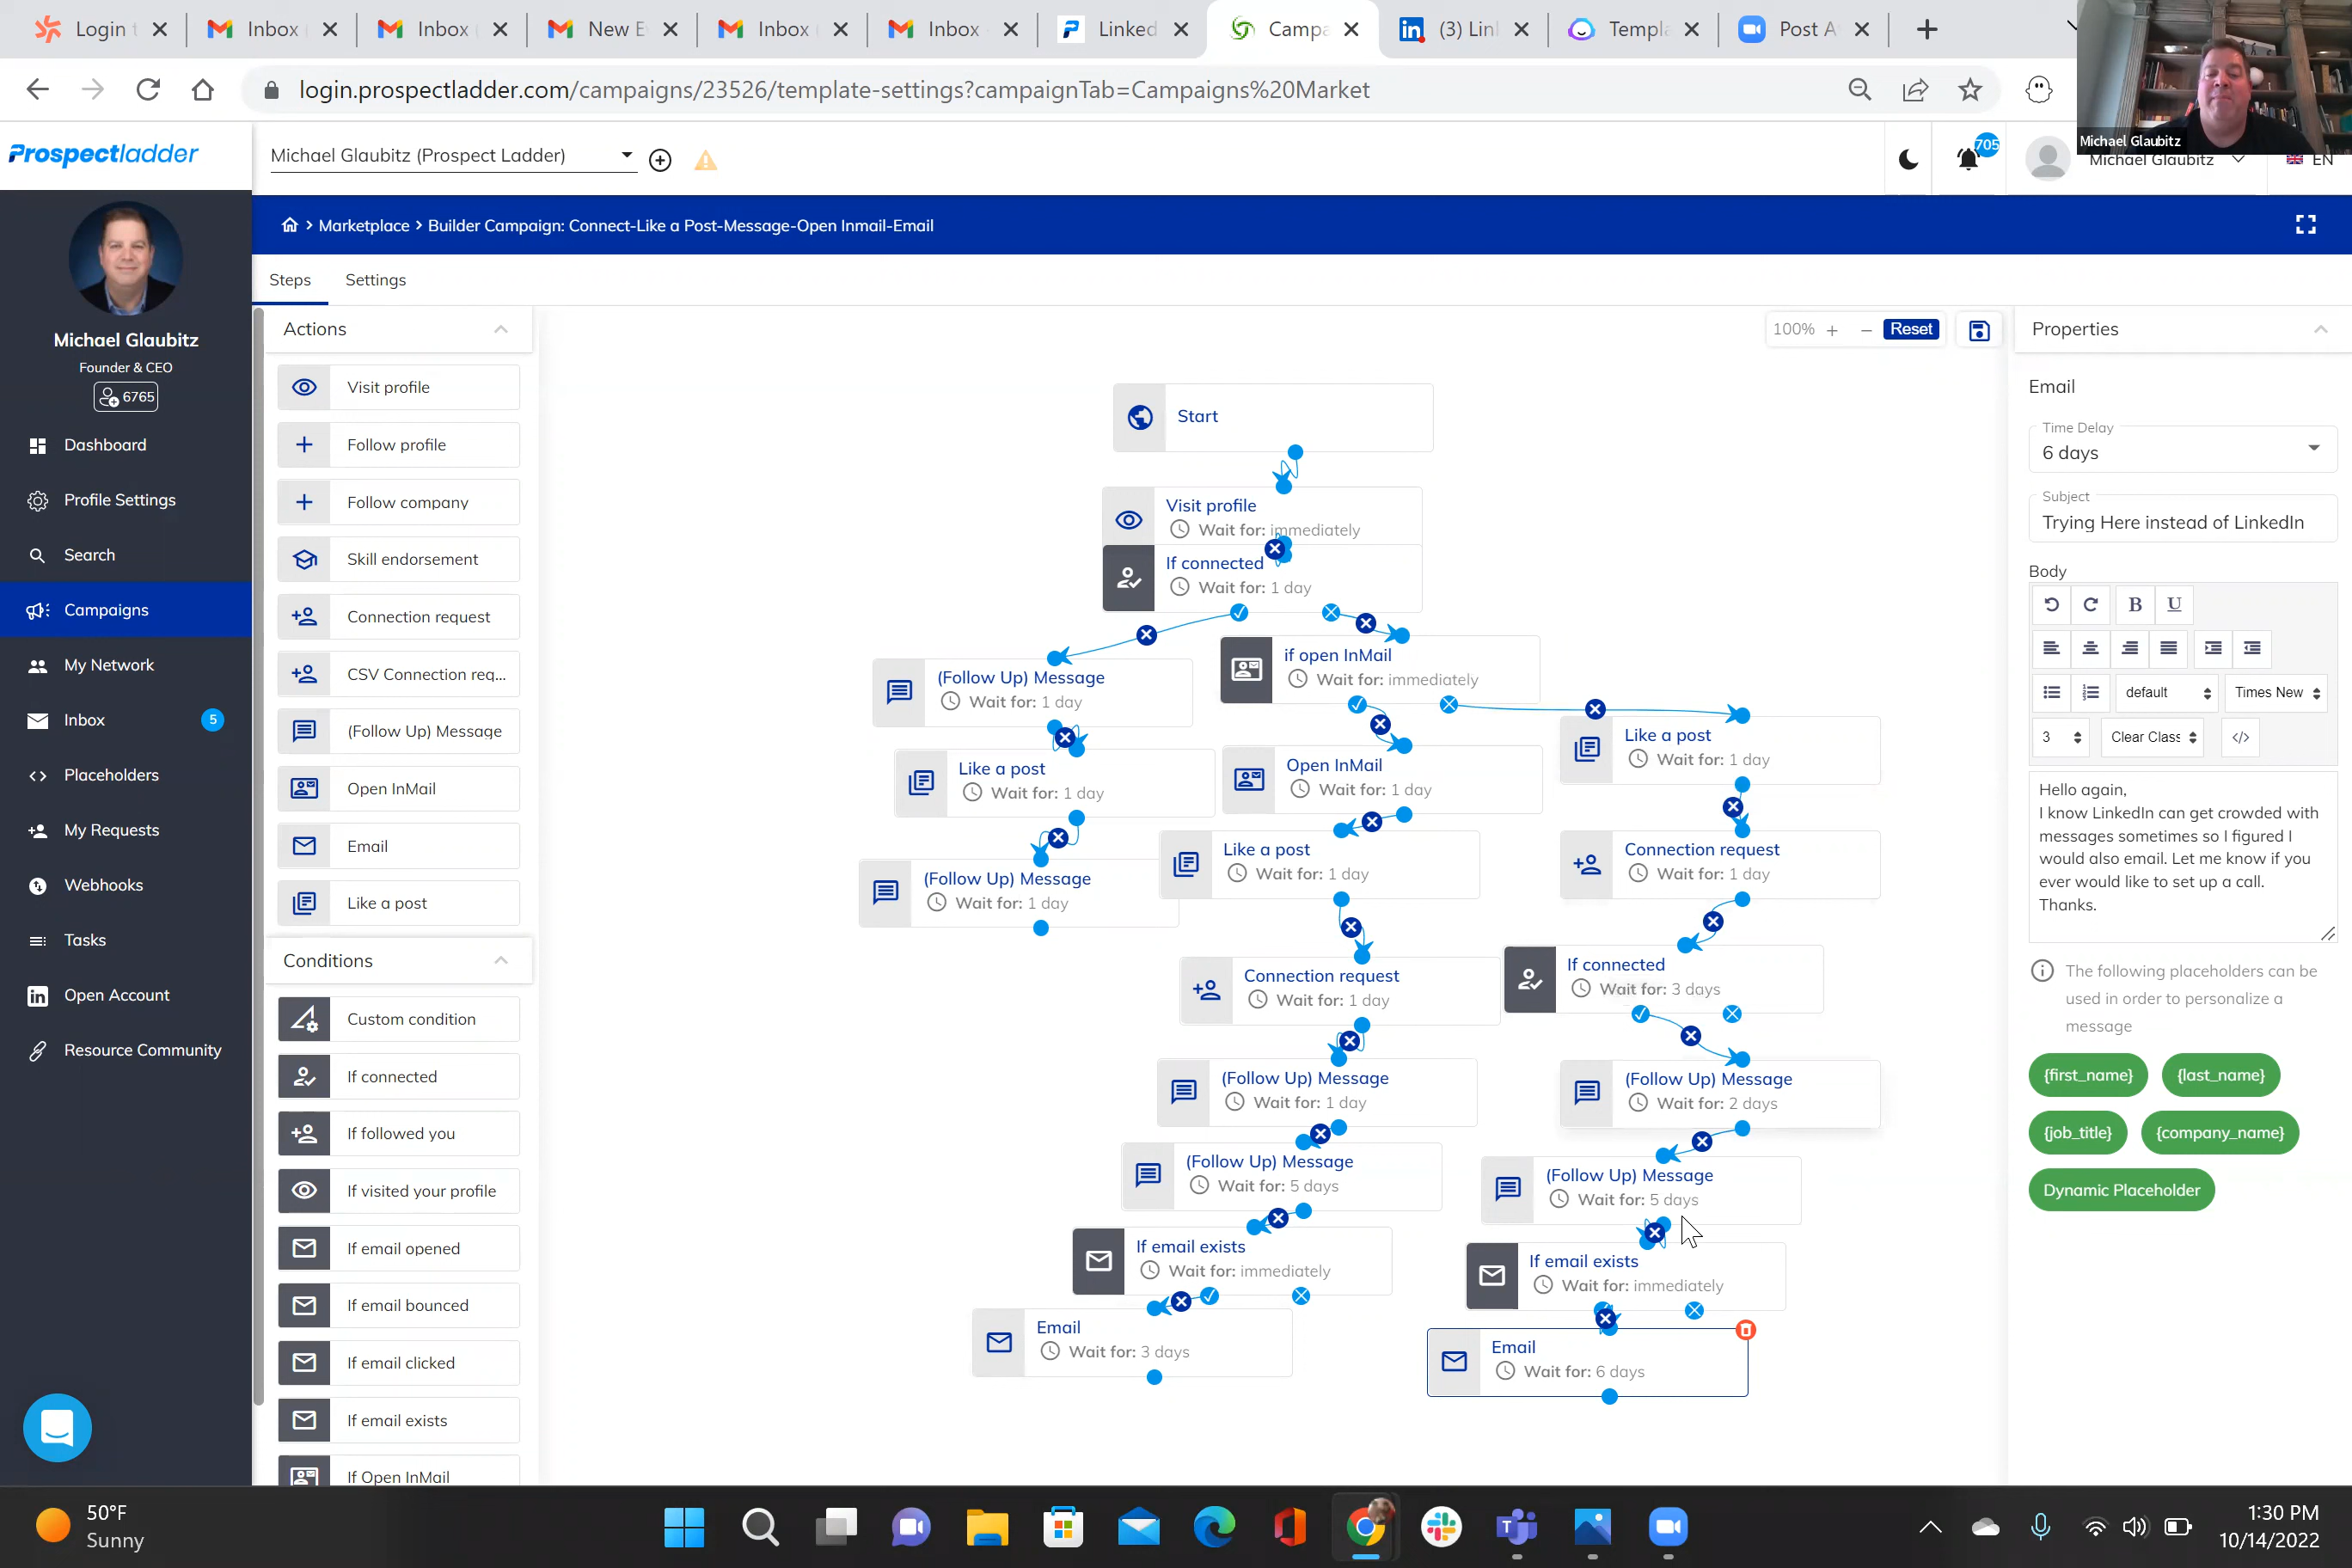 Login t
Inbox
Inbox
New E
Inbox
Inbox
Linked
Campa
(3) Lin
Templa
Post A
login.prospectladder.com/campaigns/23526/template-settings?campaignTab=Campaigns%20Market
Michael Glaubitz
Prospectladder
Michael Glaubitz (Prospect Ladder)
705
Michael Glaubitz
EN
Marketplace > Builder Campaign: Connect-Like a Post-Message-Open Inmail-Email
Michael Glaubitz
Founder & CEO
6765
Dashboard
Profile Settings
Search
Campaigns
My Network
Inbox
5
Placeholders
My Requests
Webhooks
Tasks
Open Account
Resource Community
Steps
Settings
Actions
Visit profile
Follow profile
Follow company
Skill endorsement
Connection request
CSV Connection req...
(Follow Up) Message
Open InMail
Email
Like a post
Conditions
Custom condition
If connected
If followed you
If visited your profile
If email opened
If email bounced
If email clicked
If email exists
If Open InMail
100% + − Reset
Start
Visit profile
Wait for: immediately
If connected
Wait for: 1 day
(Follow Up) Message
Wait for: 1 day
if open InMail
Wait for: immediately
Like a post
Wait for: 1 day
Like a post
Wait for: 1 day
Open InMail
Wait for: 1 day
(Follow Up) Message
Wait for: 1 day
Like a post
Wait for: 1 day
Connection request
Wait for: 1 day
Connection request
Wait for: 1 day
If connected
Wait for: 3 days
(Follow Up) Message
Wait for: 1 day
(Follow Up) Message
Wait for: 2 days
(Follow Up) Message
Wait for: 5 days
(Follow Up) Message
Wait for: 5 days
If email exists
Wait for: immediately
If email exists
Wait for: immediately
Email
Wait for: 3 days
Email
Wait for: 6 days
Properties
Email
Time Delay
6 days
Subject
Trying Here instead of LinkedIn
Body
B
U
default
Times New
3
Clear Class
</>
Hello again,
I know LinkedIn can get crowded with
messages sometimes so I figured I
would also email. Let me know if you
ever would like to set up a call.
Thanks.
The following placeholders can be
used in order to personalize a
message
{first_name}
{last_name}
{job_title}
{company_name}
Dynamic Placeholder
50°F
Sunny
1:30 PM
10/14/2022